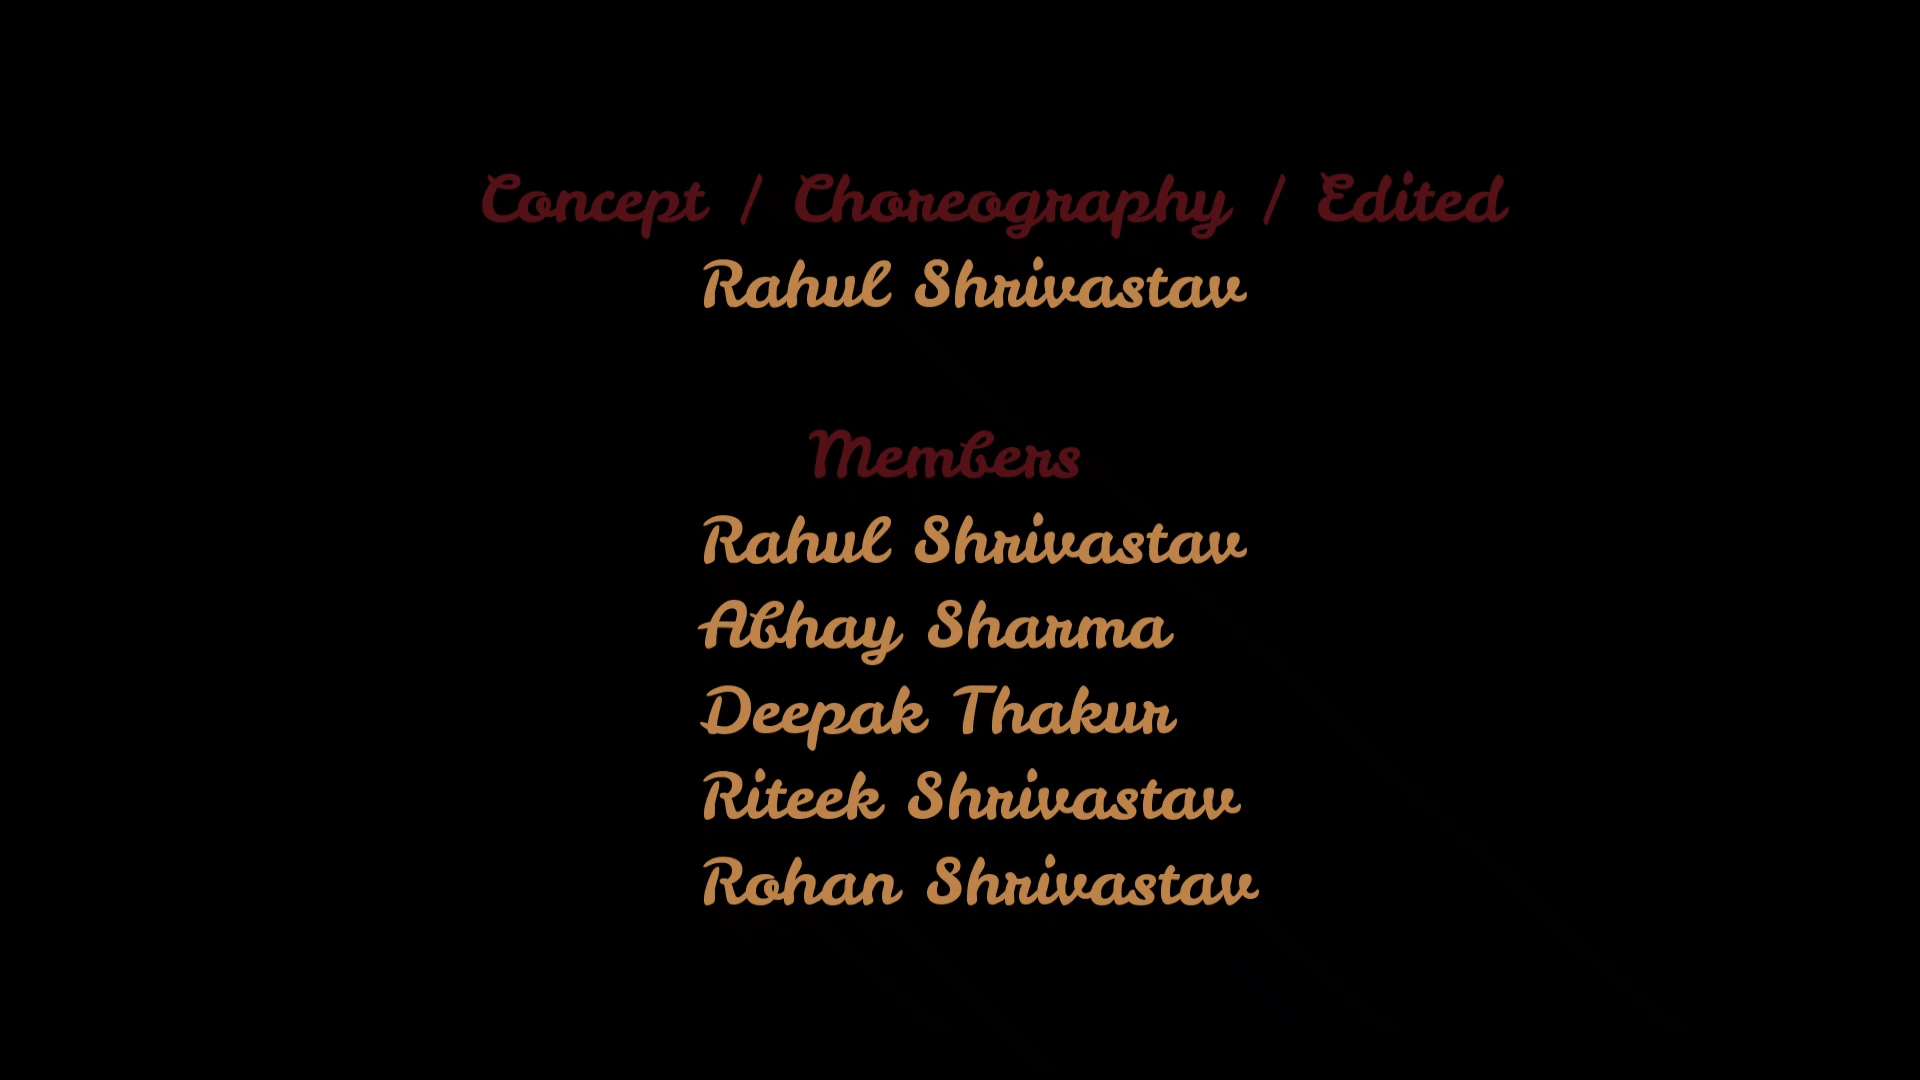 Concept / Choreography / Edited
Rahul Shrivastav
Members
Rahul Shrivastav
Abhay Sharma
Deepak Thakur
Riteek Shrivastav
Rohan Shrivastav